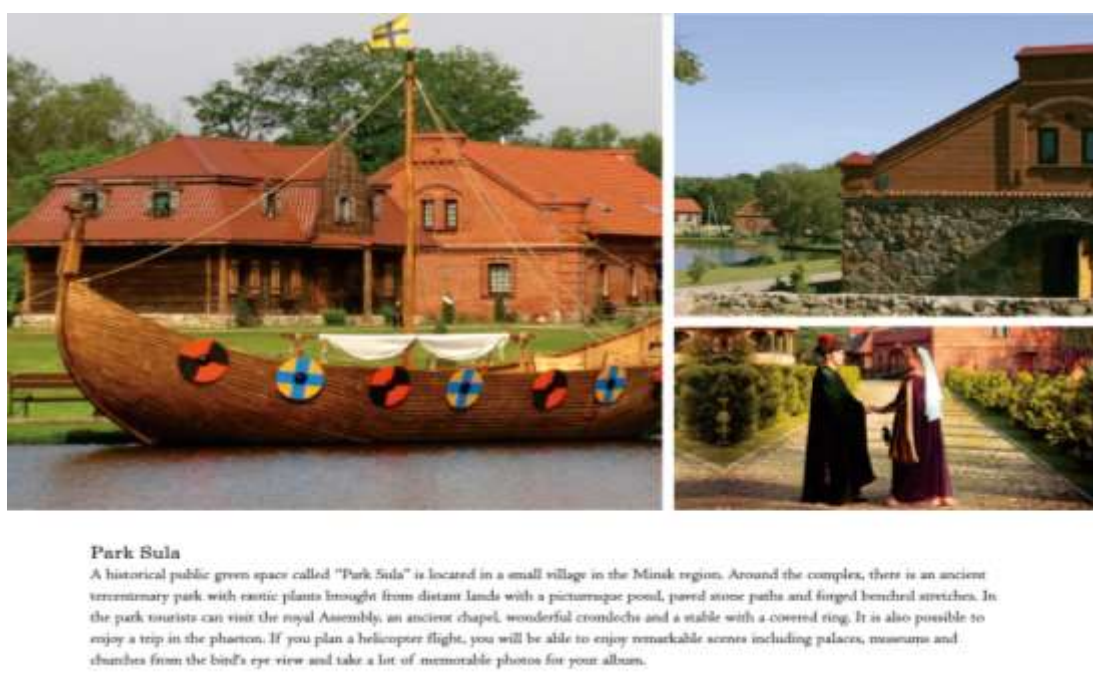 Park Sula
A historical public green space called "Park Sula" is located in a small village in the Minsk region. Around the complex, there is an ancient
tercentenary park with exotic plants brought from distant lands with a picturesque pond, paved stone paths and forged benched stretches. In
the park tourists can visit the royal Assembly, an ancient chapel, wonderful cromlechs and a stable with a covered ring. It is also possible to
enjoy a trip in the phaeton. If you plan a helicopter flight, you will be able to enjoy remarkable scenes including palaces, museums and
churches from the bird's eye view and take a lot of memorable photos for your album.